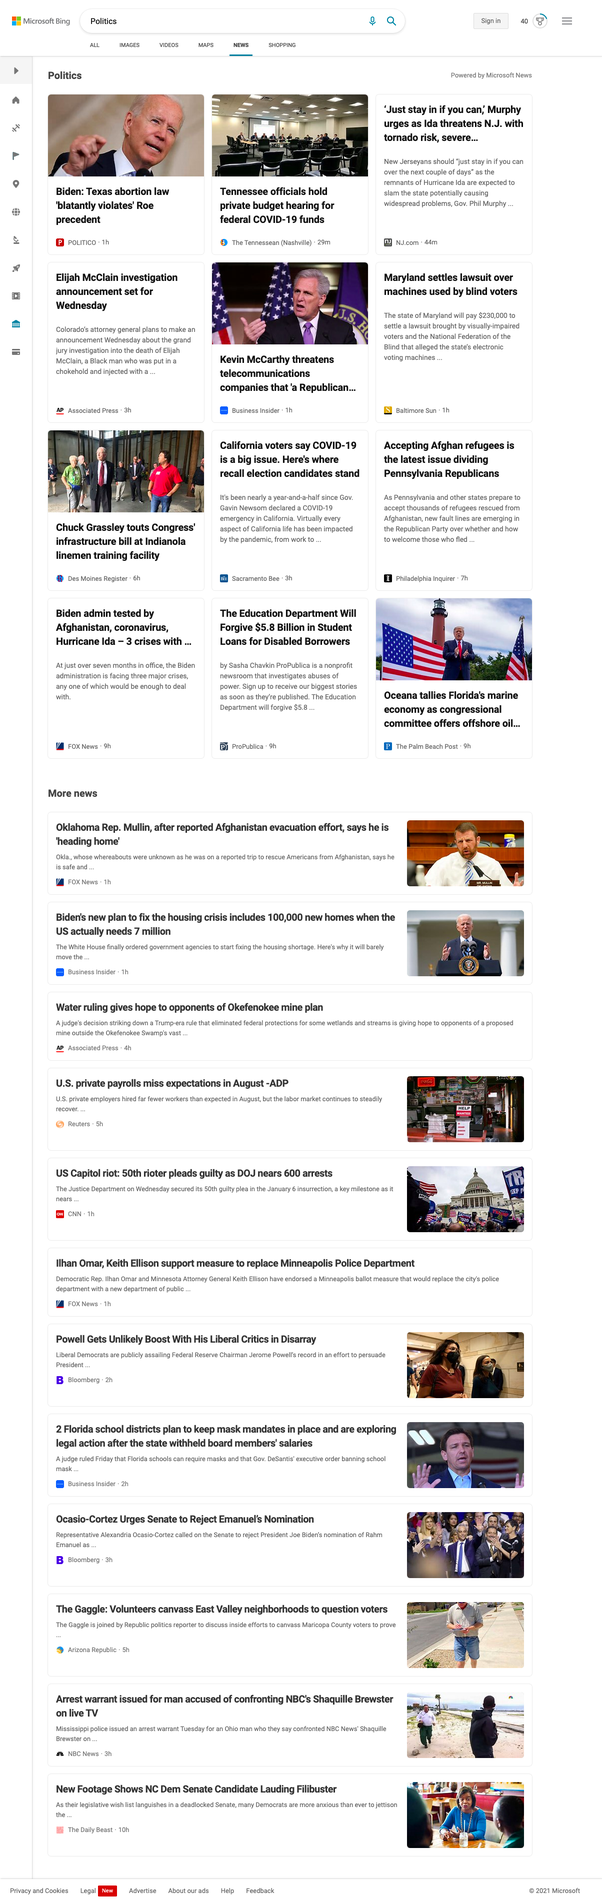 Microsoft Bing
Politics
Sign in
40
ALL IMAGES VIDEOS MAPS NEWS SHOPPING
Politics
Powered by Microsoft News
Biden: Texas abortion law
'blatantly violates' Roe
precedent
POLITICO · 1h
Tennessee officials hold
private budget hearing for
federal COVID-19 funds
The Tennessean (Nashville) · 29m
'Just stay in if you can,' Murphy
urges as Ida threatens N.J. with
tornado risk, severe...
New Jerseyans should "just stay in if you can
over the next couple of days" as the
remnants of Hurricane Ida are expected to
slam the state potentially causing
widespread problems, Gov. Phil Murphy ...
NJ.com · 44m
Elijah McClain investigation
announcement set for
Wednesday
Colorado's attorney general plans to make an
announcement Wednesday about the grand
jury investigation into the death of Elijah
McClain, a Black man who was put in a
chokehold and injected with a ...
AP Associated Press · 3h
Kevin McCarthy threatens
telecommunications
companies that 'a Republican...
Business Insider · 1h
Maryland settles lawsuit over
machines used by blind voters
The state of Maryland will pay $230,000 to
settle a lawsuit brought by visually-impaired
voters and the National Federation of the
Blind that alleged the state's electronic
voting machines ...
Baltimore Sun · 1h
Chuck Grassley touts Congress'
infrastructure bill at Indianola
linemen training facility
Des Moines Register · 6h
California voters say COVID-19
is a big issue. Here's where
recall election candidates stand
It's been nearly a year-and-a-half since Gov.
Gavin Newsom declared a COVID-19
emergency in California. Virtually every
aspect of California life has been impacted
by the pandemic, from work to ...
Sacramento Bee · 3h
Accepting Afghan refugees is
the latest issue dividing
Pennsylvania Republicans
As Pennsylvania and other states prepare to
accept thousands of refugees rescued from
Afghanistan, new fault lines are emerging in
the Republican Party over whether and how
to welcome those who fled ...
Philadelphia Inquirer · 7h
Biden admin tested by
Afghanistan, coronavirus,
Hurricane Ida – 3 crises with ...
At just over seven months in office, the Biden
administration is facing three major crises,
any one of which would be enough to deal
with.
FOX News · 9h
The Education Department Will
Forgive $5.8 Billion in Student
Loans for Disabled Borrowers
by Sasha Chavkin ProPublica is a nonprofit
newsroom that investigates abuses of
power. Sign up to receive our biggest stories
as soon as they're published. The Education
Department will forgive $5.8 ...
ProPublica · 9h
Oceana tallies Florida's marine
economy as congressional
committee offers offshore oil...
The Palm Beach Post · 9h
More news
Oklahoma Rep. Mullin, after reported Afghanistan evacuation effort, says he is
'heading home'
Okla., whose whereabouts were unknown as he was on a reported trip to rescue Americans from Afghanistan, says he
is safe and ...
FOX News · 1h
Biden's new plan to fix the housing crisis includes 100,000 new homes when the
US actually needs 7 million
The White House finally ordered government agencies to start fixing the housing shortage. Here's why it will barely
move the ...
Business Insider · 1h
Water ruling gives hope to opponents of Okefenokee mine plan
A judge's decision striking down a Trump-era rule that eliminated federal protections for some wetlands and streams is giving hope to opponents of a proposed
mine outside the Okefenokee Swamp's vast ...
AP Associated Press · 4h
U.S. private payrolls miss expectations in August -ADP
U.S. private employers hired far fewer workers than expected in August, but the labor market continues to steadily
recover. ...
Reuters · 5h
US Capitol riot: 50th rioter pleads guilty as DOJ nears 600 arrests
The Justice Department on Wednesday secured its 50th guilty plea in the January 6 insurrection, a key milestone as it
nears ...
CNN · 1h
Ilhan Omar, Keith Ellison support measure to replace Minneapolis Police Department
Democratic Rep. Ilhan Omar and Minnesota Attorney General Keith Ellison have endorsed a Minneapolis ballot measure that would replace the city's police
department with a new department of public ...
FOX News · 1h
Powell Gets Unlikely Boost With His Liberal Critics in Disarray
Liberal Democrats are publicly assailing Federal Reserve Chairman Jerome Powell's record in an effort to persuade
President ...
B Bloomberg · 2h
2 Florida school districts plan to keep mask mandates in place and are exploring
legal action after the state withheld board members' salaries
A judge ruled Friday that Florida schools can require masks and that Gov. DeSantis' executive order banning school
mask ...
Business Insider · 2h
Ocasio-Cortez Urges Senate to Reject Emanuel's Nomination
Representative Alexandria Ocasio-Cortez called on the Senate to reject President Joe Biden's nomination of Rahm
Emanuel as ...
B Bloomberg · 3h
The Gaggle: Volunteers canvass East Valley neighborhoods to question voters
The Gaggle is joined by Republic politics reporter to discuss inside efforts to canvass Maricopa County voters to prove
...
Arizona Republic · 5h
Arrest warrant issued for man accused of confronting NBC's Shaquille Brewster
on live TV
Mississippi police issued an arrest warrant Tuesday for an Ohio man who they say confronted NBC News' Shaquille
Brewster on ...
NBC News · 3h
New Footage Shows NC Dem Senate Candidate Lauding Filibuster
As their legislative wish list languishes in a deadlocked Senate, many Democrats are more anxious than ever to jettison
the ...
The Daily Beast · 10h
Privacy and Cookies Legal New Advertise About our ads Help Feedback © 2021 Microsoft